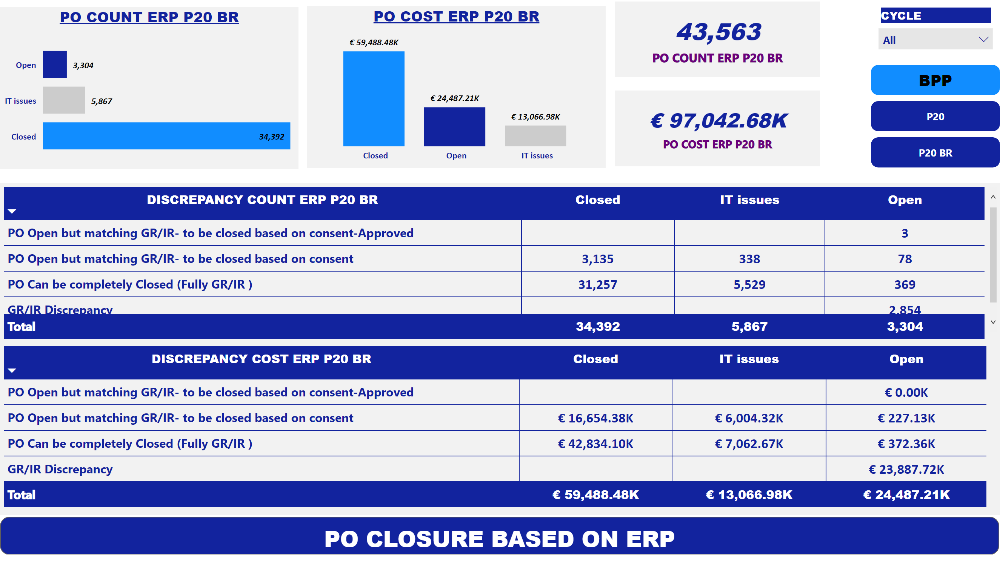 PO COUNT ERP P20 BR
Open 3,304
IT issues 5,867
Closed 34,392
PO COST ERP P20 BR
€ 59,488.48K
€ 24,487.21K
€ 13,066.98K
Closed Open IT issues
43,563
PO COUNT ERP P20 BR
€ 97,042.68K
PO COST ERP P20 BR
CYCLE
All
BPP
P20
P20 BR
DISCREPANCY COUNT ERP P20 BR Closed IT issues Open
PO Open but matching GR/IR- to be closed based on consent-Approved 3
PO Open but matching GR/IR- to be closed based on consent 3,135 338 78
PO Can be completely Closed (Fully GR/IR ) 31,257 5,529 369
GR/IR Discrepancy 2,854
Total 34,392 5,867 3,304
DISCREPANCY COST ERP P20 BR Closed IT issues Open
PO Open but matching GR/IR- to be closed based on consent-Approved € 0.00K
PO Open but matching GR/IR- to be closed based on consent € 16,654.38K € 6,004.32K € 227.13K
PO Can be completely Closed (Fully GR/IR ) € 42,834.10K € 7,062.67K € 372.36K
GR/IR Discrepancy € 23,887.72K
Total € 59,488.48K € 13,066.98K € 24,487.21K
PO CLOSURE BASED ON ERP